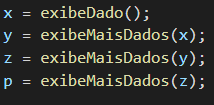 x = exibeDado();
y = exibeMaisDados(x);
z = exibeMaisDados(y);
p = exibeMaisDados(z);